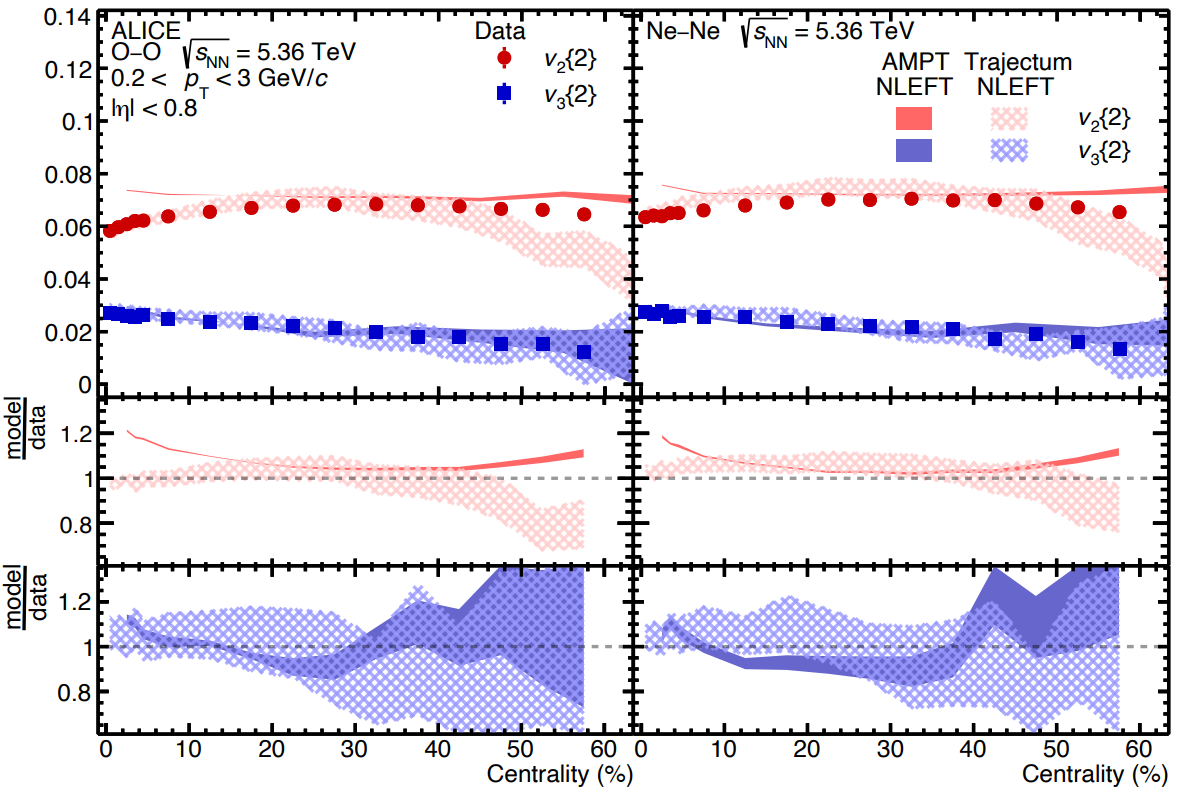 ALICE
O–O √sNN = 5.36 TeV
0.2 < pT < 3 GeV/c
|η| < 0.8
Data
v2{2}
v3{2}
Ne–Ne √sNN = 5.36 TeV
AMPT Trajectum
NLEFT NLEFT
v2{2}
v3{2}
0.14
0.12
0.1
0.08
0.06
0.04
0.02
0
model
data
1.2
1
0.8
model
data
1.2
1
0.8
0 10 20 30 40 50 60
0 10 20 30 40 50 60
Centrality (%)
Centrality (%)